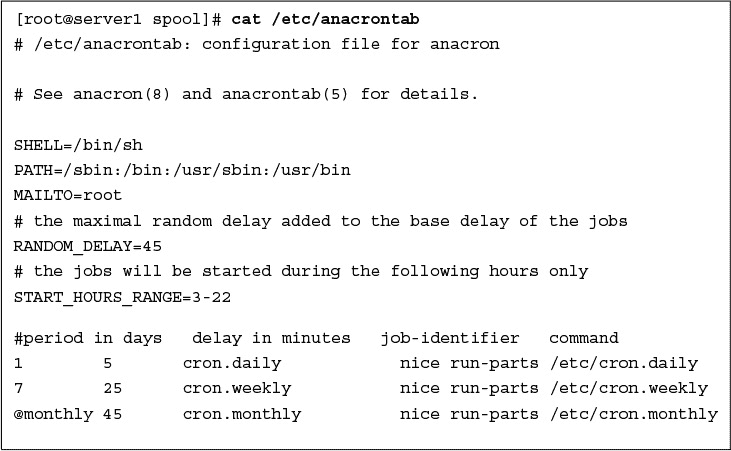 [root@server1 spool]# cat /etc/anacrontab
# /etc/anacrontab: configuration file for anacron
# See anacron(8) and anacrontab(5) for details.
SHELL=/bin/sh
PATH=/sbin:/bin:/usr/sbin:/usr/bin
MAILTO=root
# the maximal random delay added to the base delay of the jobs
RANDOM_DELAY=45
# the jobs will be started during the following hours only
START_HOURS_RANGE=3-22
#period in days   delay in minutes   job-identifier   command
1        5       cron.daily            nice run-parts /etc/cron.daily
7        25      cron.weekly           nice run-parts /etc/cron.weekly
@monthly 45      cron.monthly          nice run-parts /etc/cron.monthly